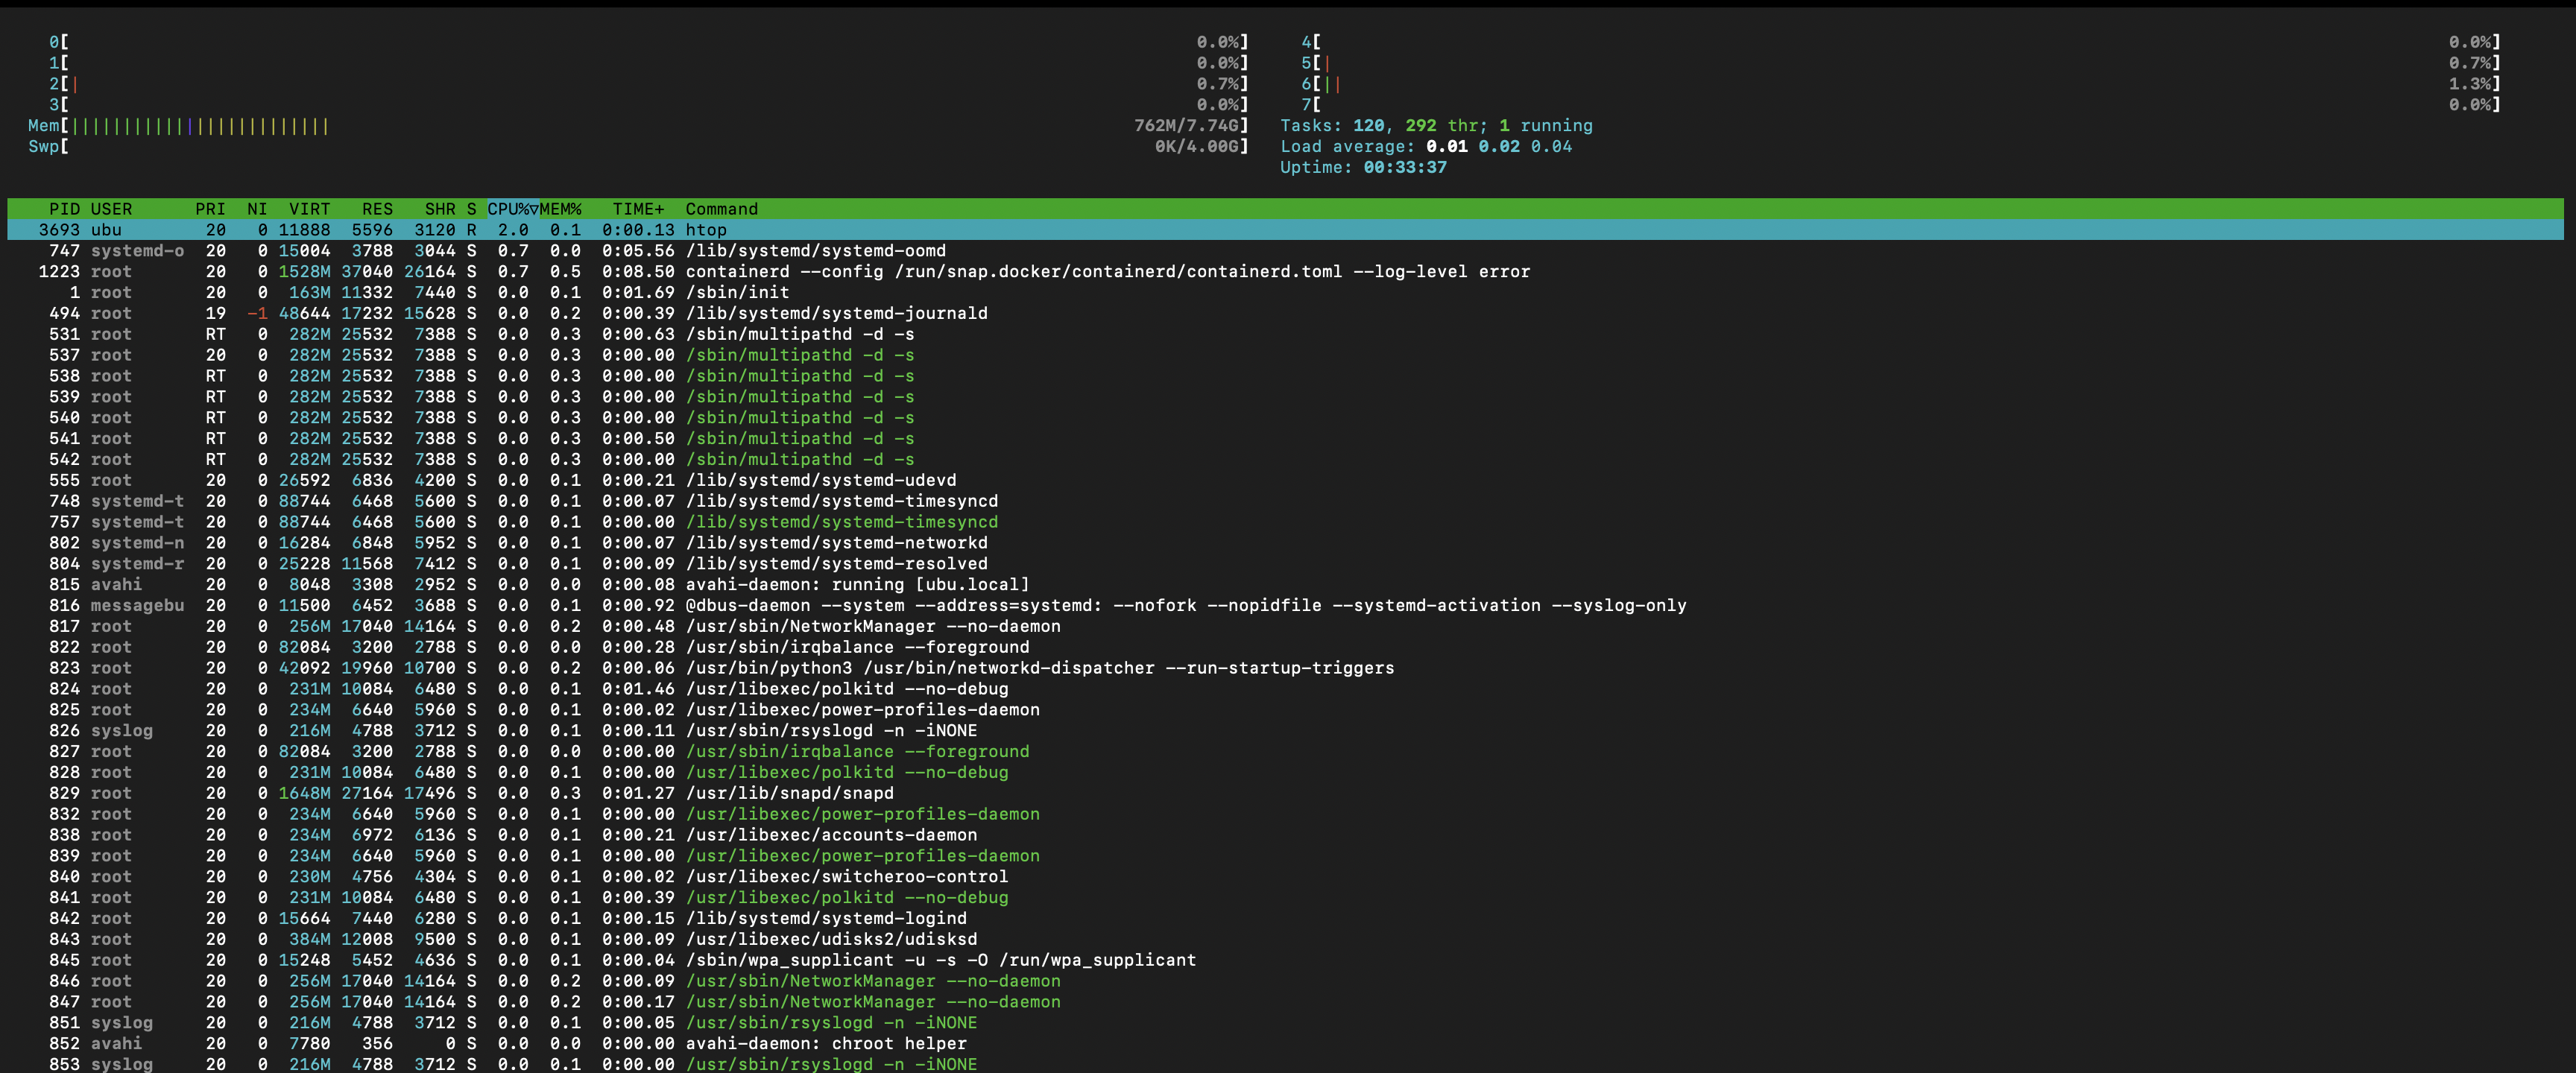 0[ 0.0%] 4[ 0.0%]
1[ 0.0%] 5[| 0.7%]
2[| 0.7%] 6[|| 1.3%]
3[ 0.0%] 7[ 0.0%]
Mem[||||||||||||||||||||||||| 762M/7.74G] Tasks: 120, 292 thr; 1 running
Swp[ 0K/4.00G] Load average: 0.01 0.02 0.04
Uptime: 00:33:37
PID USER PRI NI VIRT RES SHR S CPU%▽MEM% TIME+ Command
3693 ubu 20 0 11888 5596 3120 R 2.0 0.1 0:00.13 htop
747 systemd-o 20 0 15004 3788 3044 S 0.7 0.0 0:05.56 /lib/systemd/systemd-oomd
1223 root 20 0 1528M 37040 26164 S 0.7 0.5 0:08.50 containerd --config /run/snap.docker/containerd/containerd.toml --log-level error
1 root 20 0 163M 11332 7440 S 0.0 0.1 0:01.69 /sbin/init
494 root 19 -1 48644 17232 15628 S 0.0 0.2 0:00.39 /lib/systemd/systemd-journald
531 root RT 0 282M 25532 7388 S 0.0 0.3 0:00.63 /sbin/multipathd -d -s
537 root 20 0 282M 25532 7388 S 0.0 0.3 0:00.00 /sbin/multipathd -d -s
538 root RT 0 282M 25532 7388 S 0.0 0.3 0:00.00 /sbin/multipathd -d -s
539 root RT 0 282M 25532 7388 S 0.0 0.3 0:00.00 /sbin/multipathd -d -s
540 root RT 0 282M 25532 7388 S 0.0 0.3 0:00.00 /sbin/multipathd -d -s
541 root RT 0 282M 25532 7388 S 0.0 0.3 0:00.50 /sbin/multipathd -d -s
542 root RT 0 282M 25532 7388 S 0.0 0.3 0:00.00 /sbin/multipathd -d -s
555 root 20 0 26592 6836 4200 S 0.0 0.1 0:00.21 /lib/systemd/systemd-udevd
748 systemd-t 20 0 88744 6468 5600 S 0.0 0.1 0:00.07 /lib/systemd/systemd-timesyncd
757 systemd-t 20 0 88744 6468 5600 S 0.0 0.1 0:00.00 /lib/systemd/systemd-timesyncd
802 systemd-n 20 0 16284 6848 5952 S 0.0 0.1 0:00.07 /lib/systemd/systemd-networkd
804 systemd-r 20 0 25228 11568 7412 S 0.0 0.1 0:00.09 /lib/systemd/systemd-resolved
815 avahi 20 0 8048 3308 2952 S 0.0 0.0 0:00.08 avahi-daemon: running [ubu.local]
816 messagebu 20 0 11500 6452 3688 S 0.0 0.1 0:00.92 @dbus-daemon --system --address=systemd: --nofork --nopidfile --systemd-activation --syslog-only
817 root 20 0 256M 17040 14164 S 0.0 0.2 0:00.48 /usr/sbin/NetworkManager --no-daemon
822 root 20 0 82084 3200 2788 S 0.0 0.0 0:00.28 /usr/sbin/irqbalance --foreground
823 root 20 0 42092 19960 10700 S 0.0 0.2 0:00.06 /usr/bin/python3 /usr/bin/networkd-dispatcher --run-startup-triggers
824 root 20 0 231M 10084 6480 S 0.0 0.1 0:01.46 /usr/libexec/polkitd --no-debug
825 root 20 0 234M 6640 5960 S 0.0 0.1 0:00.02 /usr/libexec/power-profiles-daemon
826 syslog 20 0 216M 4788 3712 S 0.0 0.1 0:00.11 /usr/sbin/rsyslogd -n -iNONE
827 root 20 0 82084 3200 2788 S 0.0 0.0 0:00.00 /usr/sbin/irqbalance --foreground
828 root 20 0 231M 10084 6480 S 0.0 0.1 0:00.00 /usr/libexec/polkitd --no-debug
829 root 20 0 1648M 27164 17496 S 0.0 0.3 0:01.27 /usr/lib/snapd/snapd
832 root 20 0 234M 6640 5960 S 0.0 0.1 0:00.00 /usr/libexec/power-profiles-daemon
838 root 20 0 234M 6972 6136 S 0.0 0.1 0:00.21 /usr/libexec/accounts-daemon
839 root 20 0 234M 6640 5960 S 0.0 0.1 0:00.00 /usr/libexec/power-profiles-daemon
840 root 20 0 230M 4756 4304 S 0.0 0.1 0:00.02 /usr/libexec/switcheroo-control
841 root 20 0 231M 10084 6480 S 0.0 0.1 0:00.39 /usr/libexec/polkitd --no-debug
842 root 20 0 15664 7440 6280 S 0.0 0.1 0:00.15 /lib/systemd/systemd-logind
843 root 20 0 384M 12008 9500 S 0.0 0.1 0:00.09 /usr/libexec/udisks2/udisksd
845 root 20 0 15248 5452 4636 S 0.0 0.1 0:00.04 /sbin/wpa_supplicant -u -s -O /run/wpa_supplicant
846 root 20 0 256M 17040 14164 S 0.0 0.2 0:00.09 /usr/sbin/NetworkManager --no-daemon
847 root 20 0 256M 17040 14164 S 0.0 0.2 0:00.17 /usr/sbin/NetworkManager --no-daemon
851 syslog 20 0 216M 4788 3712 S 0.0 0.1 0:00.05 /usr/sbin/rsyslogd -n -iNONE
852 avahi 20 0 7780 356 0 S 0.0 0.0 0:00.00 avahi-daemon: chroot helper
853 syslog 20 0 216M 4788 3712 S 0.0 0.1 0:00.00 /usr/sbin/rsyslogd -n -iNONE